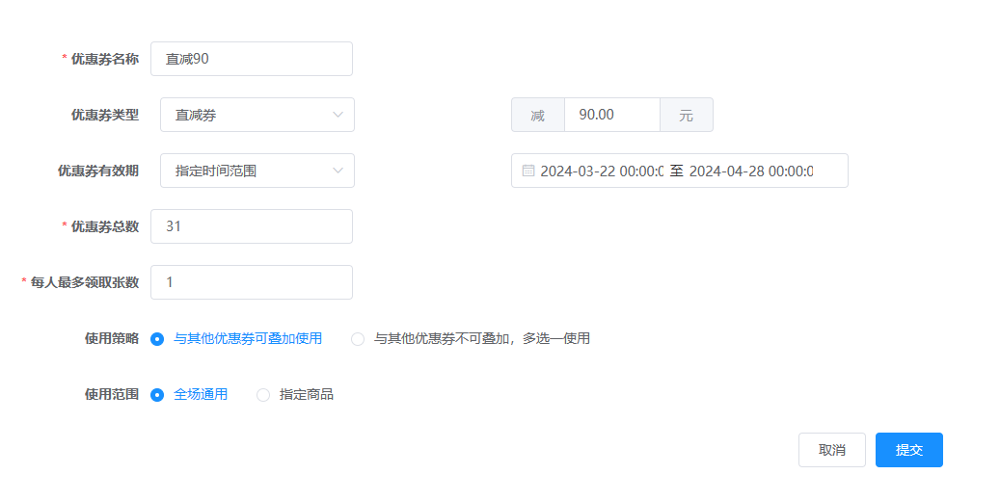 * 优惠券名称 直减90
优惠券类型 直减券 减 90.00 元
优惠券有效期 指定时间范围 2024-03-22 00:00:0 至 2024-04-28 00:00:0
* 优惠券总数 31
* 每人最多领取张数 1
使用策略 与其他优惠券可叠加使用 与其他优惠券不可叠加，多选一使用
使用范围 全场通用 指定商品
取消 提交